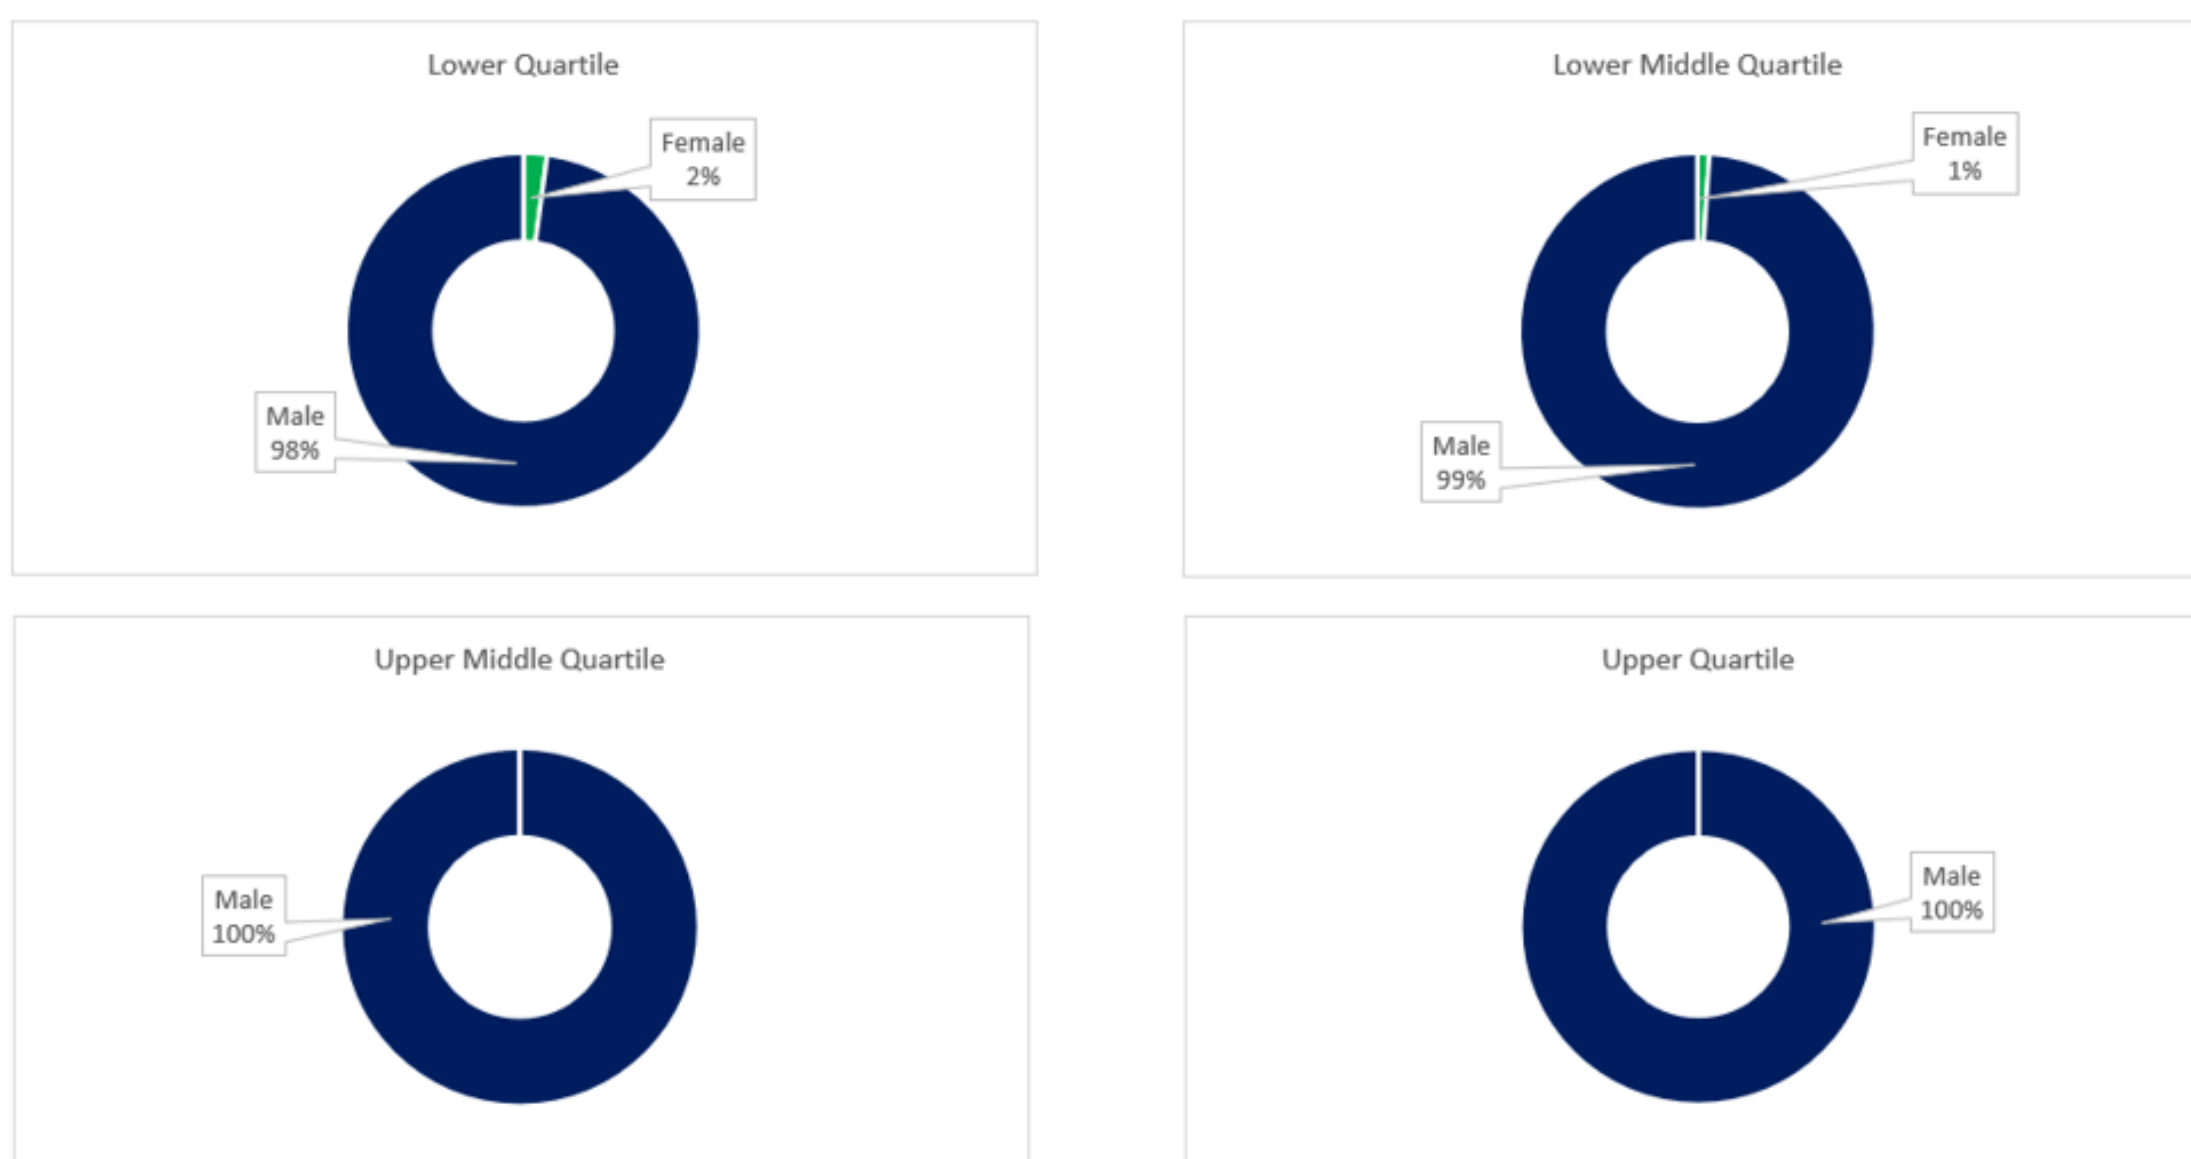 Lower Quartile
Female
2%
Male
98%
Lower Middle Quartile
Female
1%
Male
99%
Upper Middle Quartile
Male
100%
Upper Quartile
Male
100%